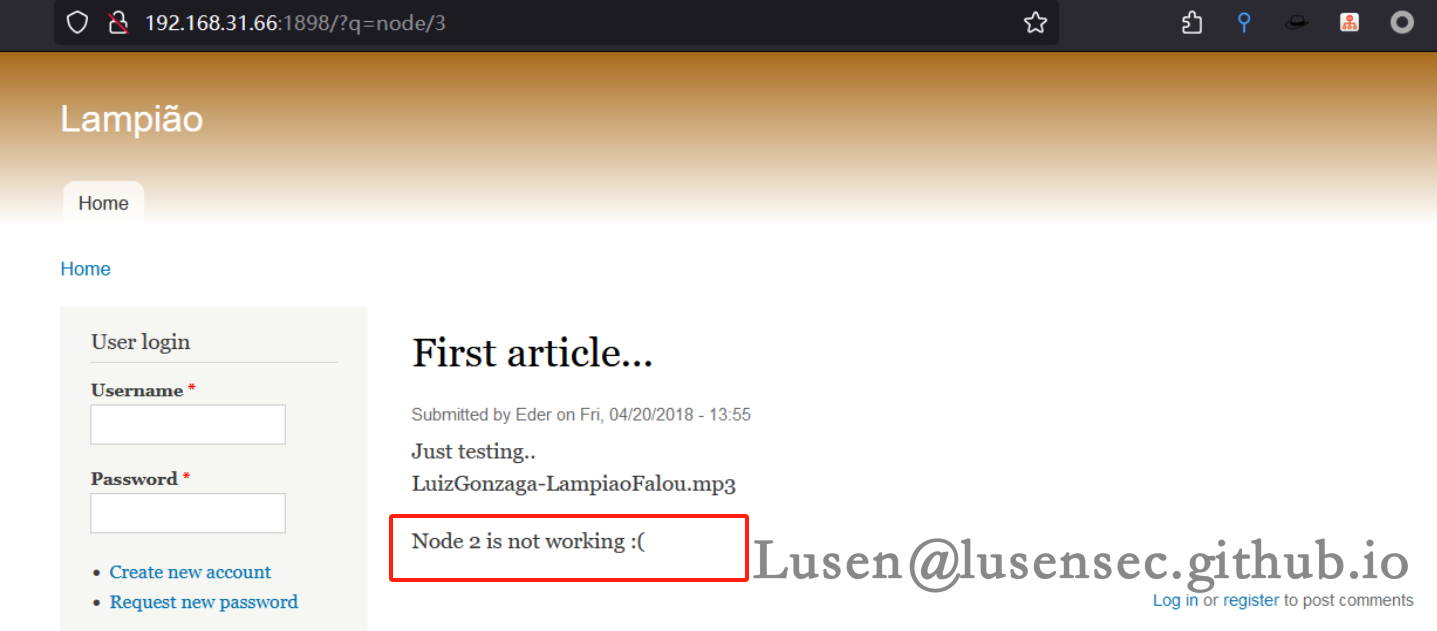 192.168.31.66:1898/?q=node/3
Lampião
Home
Home
User login
Username *
Password *
• Create new account
• Request new password
First article...
Submitted by Eder on Fri, 04/20/2018 - 13:55
Just testing..
LuizGonzaga-LampiaoFalou.mp3
Node 2 is not working :(
Lusen@lusensec.github.io
Log in or register to post comments